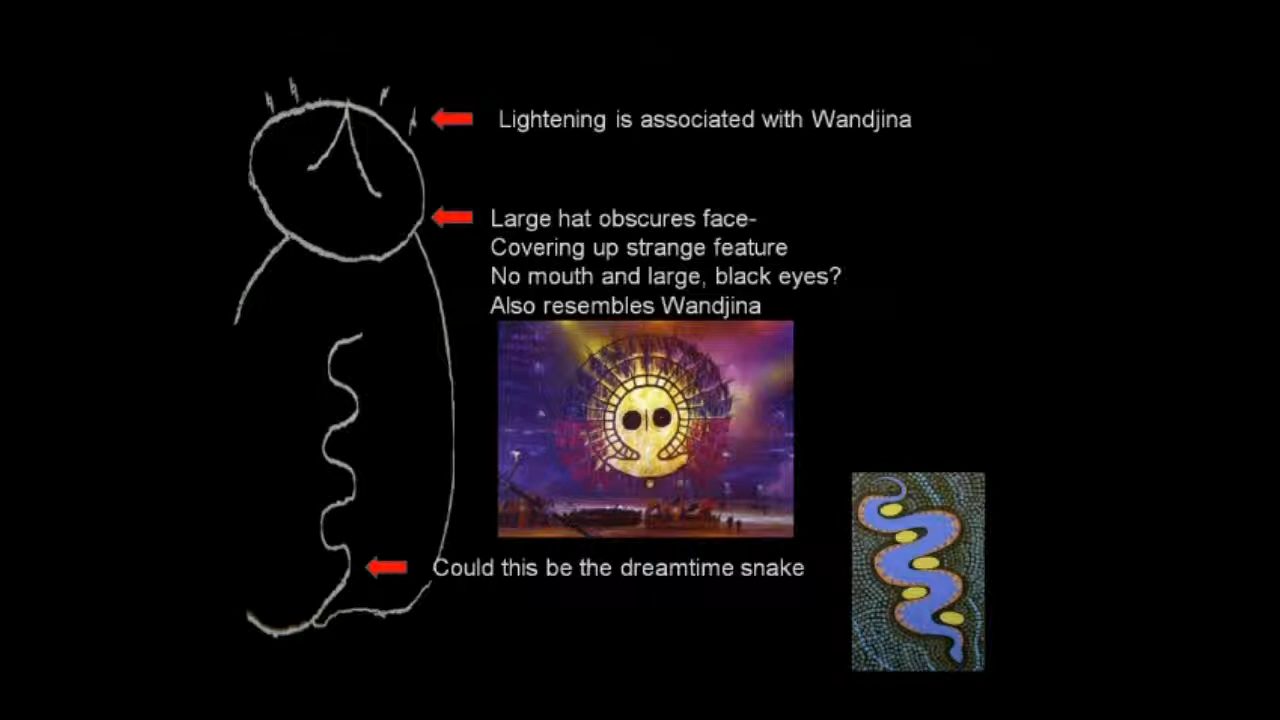 Lightening is associated with Wandjina
Large hat obscures face-
Covering up strange feature
No mouth and large, black eyes?
Also resembles Wandjina
Could this be the dreamtime snake